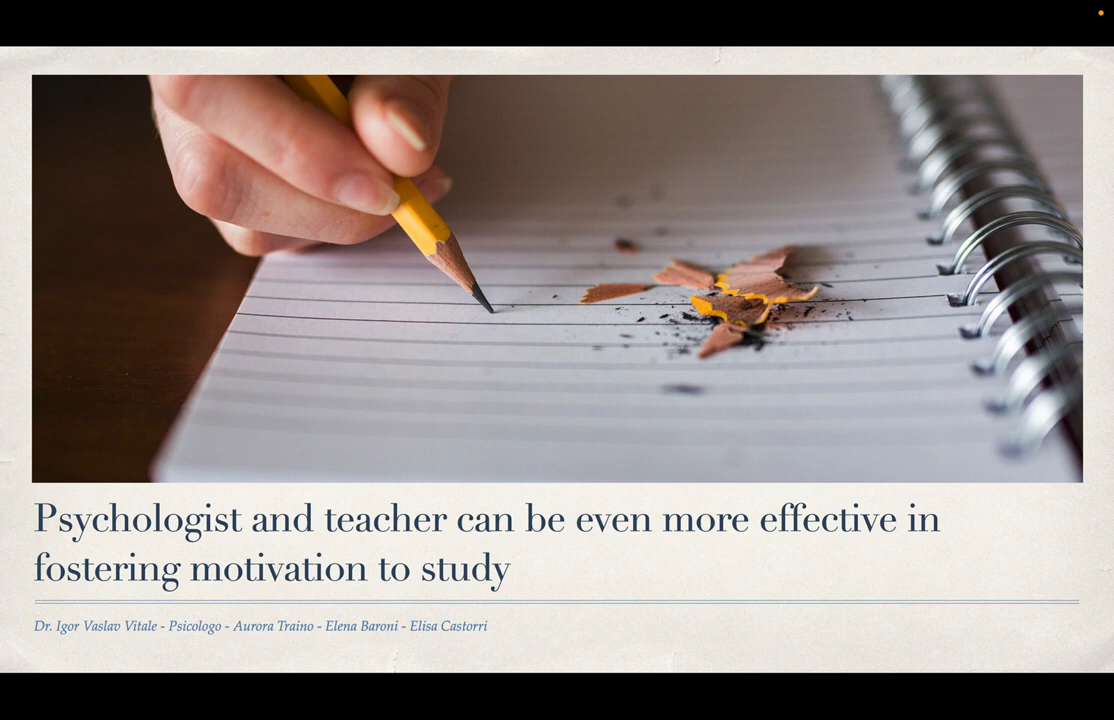 Psychologist and teacher can be even more effective in
fostering motivation to study
Dr. Igor Vaslav Vitale - Psicologo - Aurora Traino - Elena Baroni - Elisa Castorri